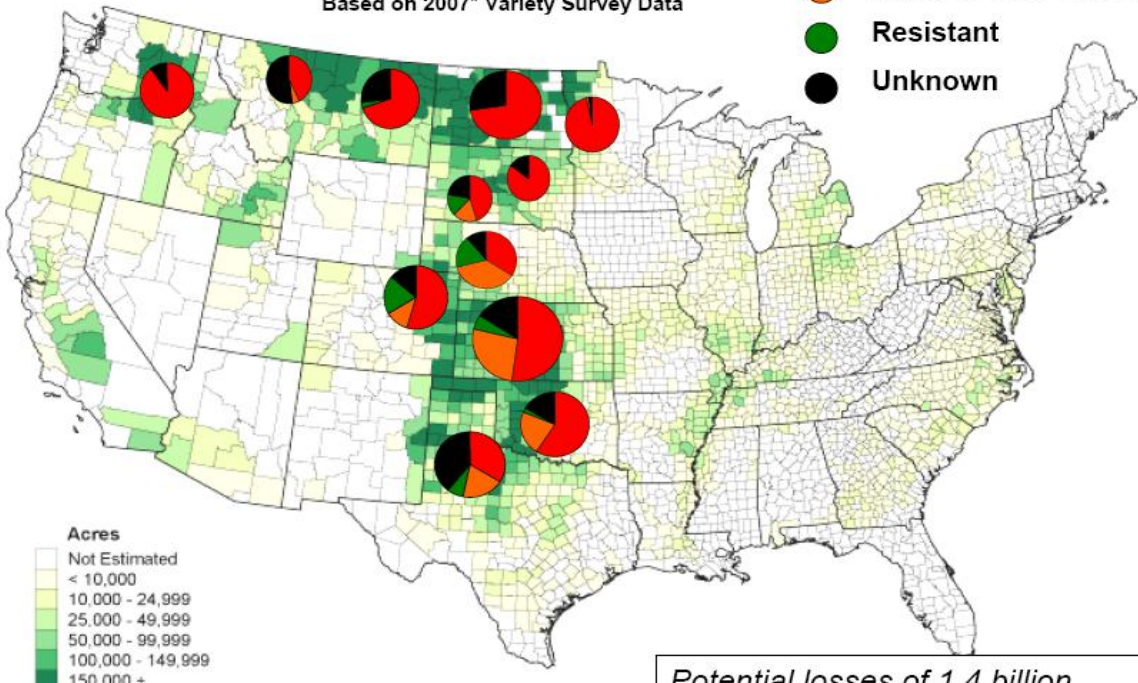 Based on 2007" Variety Survey Data
Resistant
Unknown
Acres
Not Estimated
< 10,000
10,000 - 24,999
25,000 - 49,999
50,000 - 99,999
100,000 - 149,999
150,000 +
Potential losses of 1.4 billion